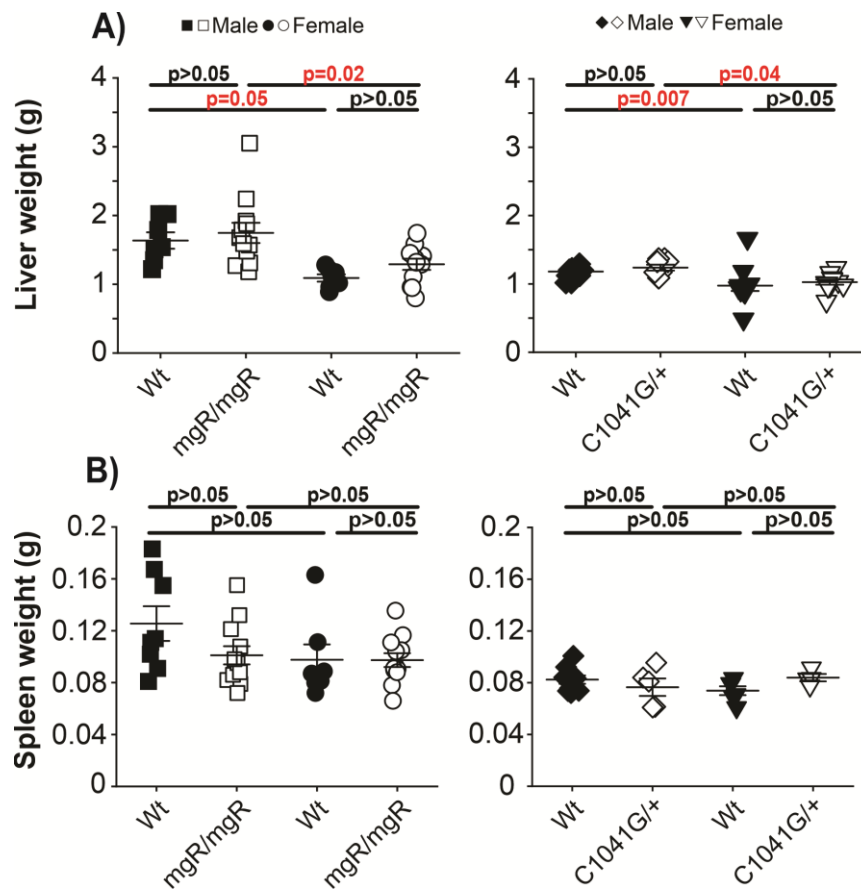 A)
Male Female
Male Female
p>0.05 p=0.02
p=0.05 p>0.05
p>0.05 p=0.04
p=0.007 p>0.05
Liver weight (g)
4
3
2
1
0
Wt
mgR/mgR
Wt
mgR/mgR
4
3
2
1
0
Wt
C1041G/+
Wt
C1041G/+
B)
p>0.05 p>0.05
p>0.05 p>0.05
p>0.05 p>0.05
p>0.05 p>0.05
Spleen weight (g)
0.2
0.16
0.12
0.08
0.04
0
Wt
mgR/mgR
Wt
mgR/mgR
0.2
0.16
0.12
0.08
0.04
0
Wt
C1041G/+
Wt
C1041G/+